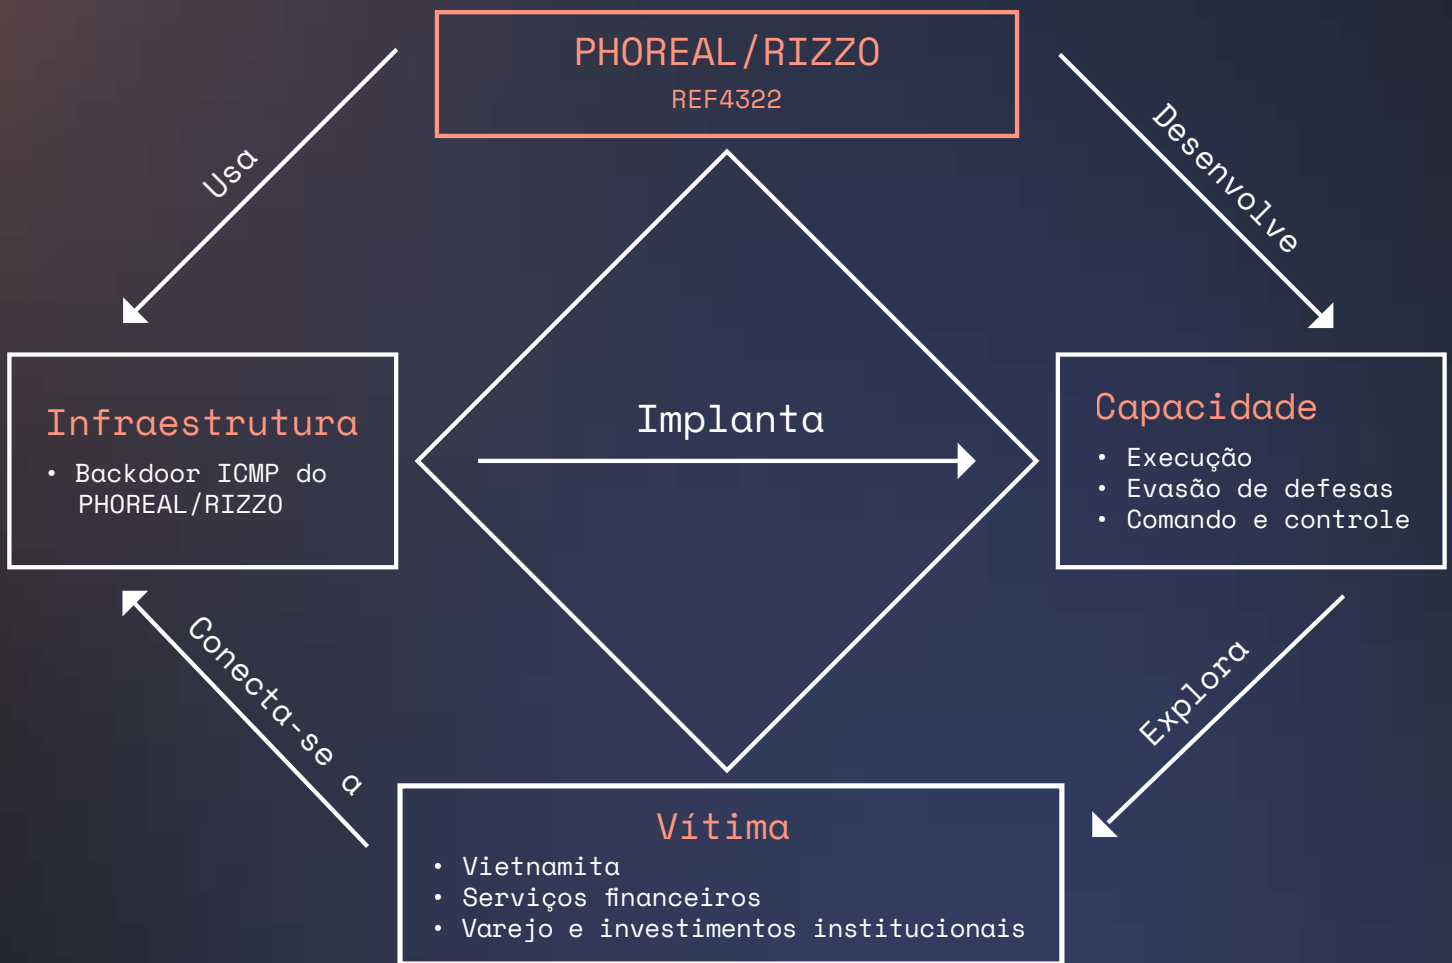 PHOREAL/RIZZO
REF4322
Usa
Desenvolve
Infraestrutura
• Backdoor ICMP do
PHOREAL/RIZZO
Implanta
Capacidade
• Execução
• Evasão de defesas
• Comando e controle
Conecta-se a
Explora
Vítima
• Vietnamita
• Serviços financeiros
• Varejo e investimentos institucionais